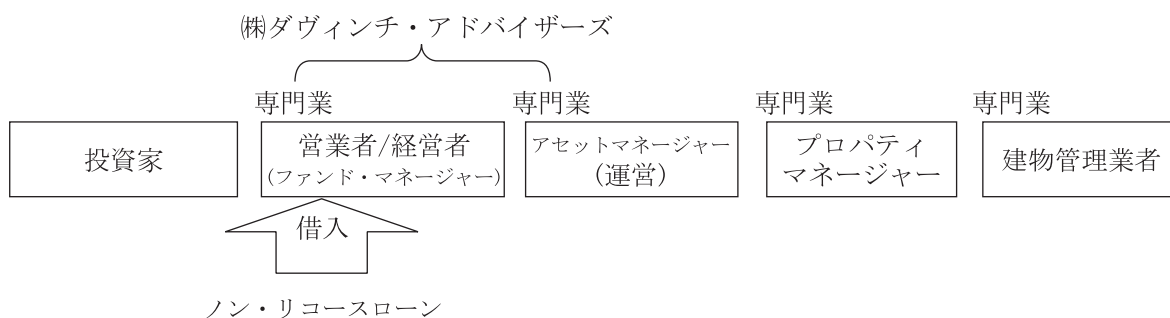 ㈱ダヴィンチ・アドバイザーズ
専門業
専門業
専門業
専門業
投資家
営業者/経営者
(ファンド・マネージャー)
アセットマネージャー
(運営)
プロパティ
マネージャー
建物管理業者
借入
ノン・リコースローン